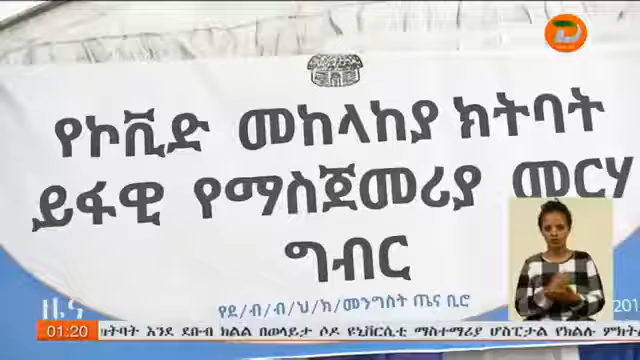 የኮቪድ መከላከያ ክትባት
ይፋዊ የማስጀመሪያ መርሃ
ግብር
የደ/ብ/ብ/ህ/ክ/መንግስት ጤና ቢሮ
ዜና
201
01:20
ክትባት እንደ ደቡብ ክልል በወላይታ ሶዶ ዩኒቨርሲቲ ማስተማሪያ ሆስፒታል የክልሉ